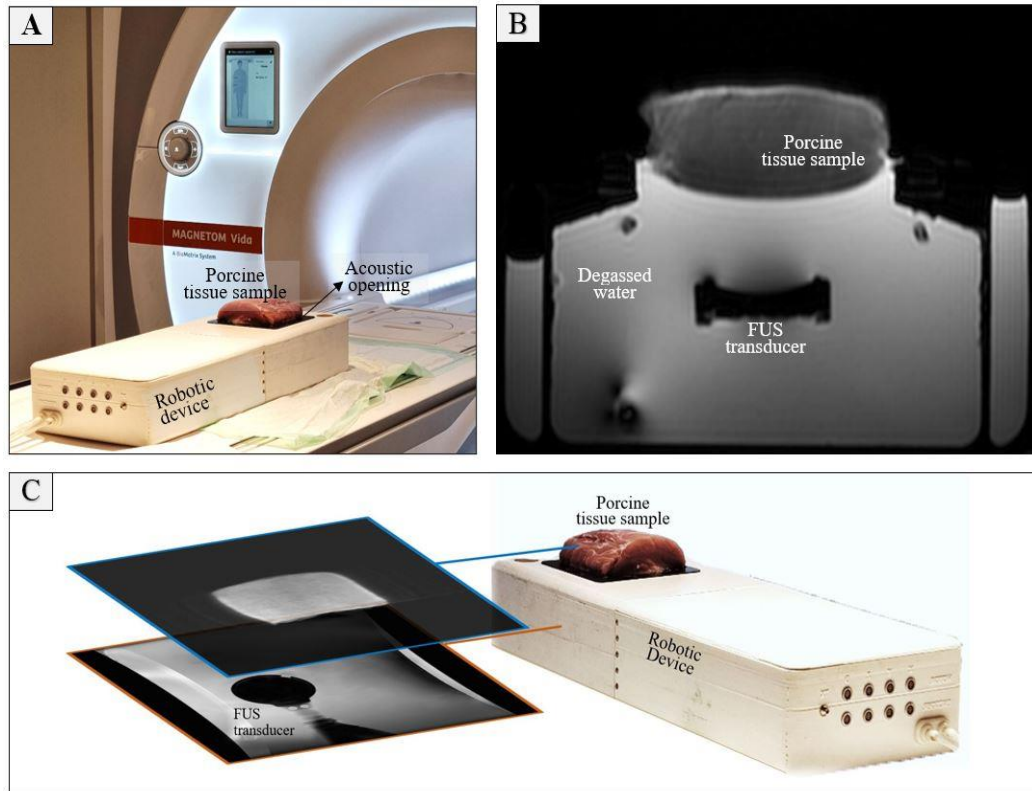 A
MAGNETOM Vida
A BioMatrix System
Porcine
tissue sample
Acoustic
opening
Robotic
device
B
Porcine
tissue sample
Degassed
water
FUS
transducer
C
Porcine
tissue sample
Robotic
Device
FUS
transducer